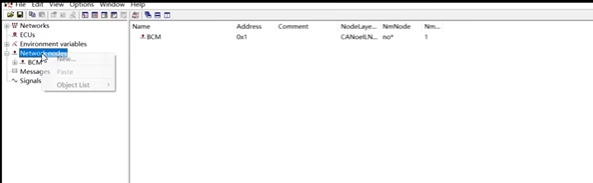 File Edit View Options Window Help
Networks
ECUs
Environment variables
Network nodes
BCM
Messages
Signals
New...
Paste
Object List
Name Address Comment NodeLaye... NmNode Nm...
BCM 0x1 CANoeILN... no* 1